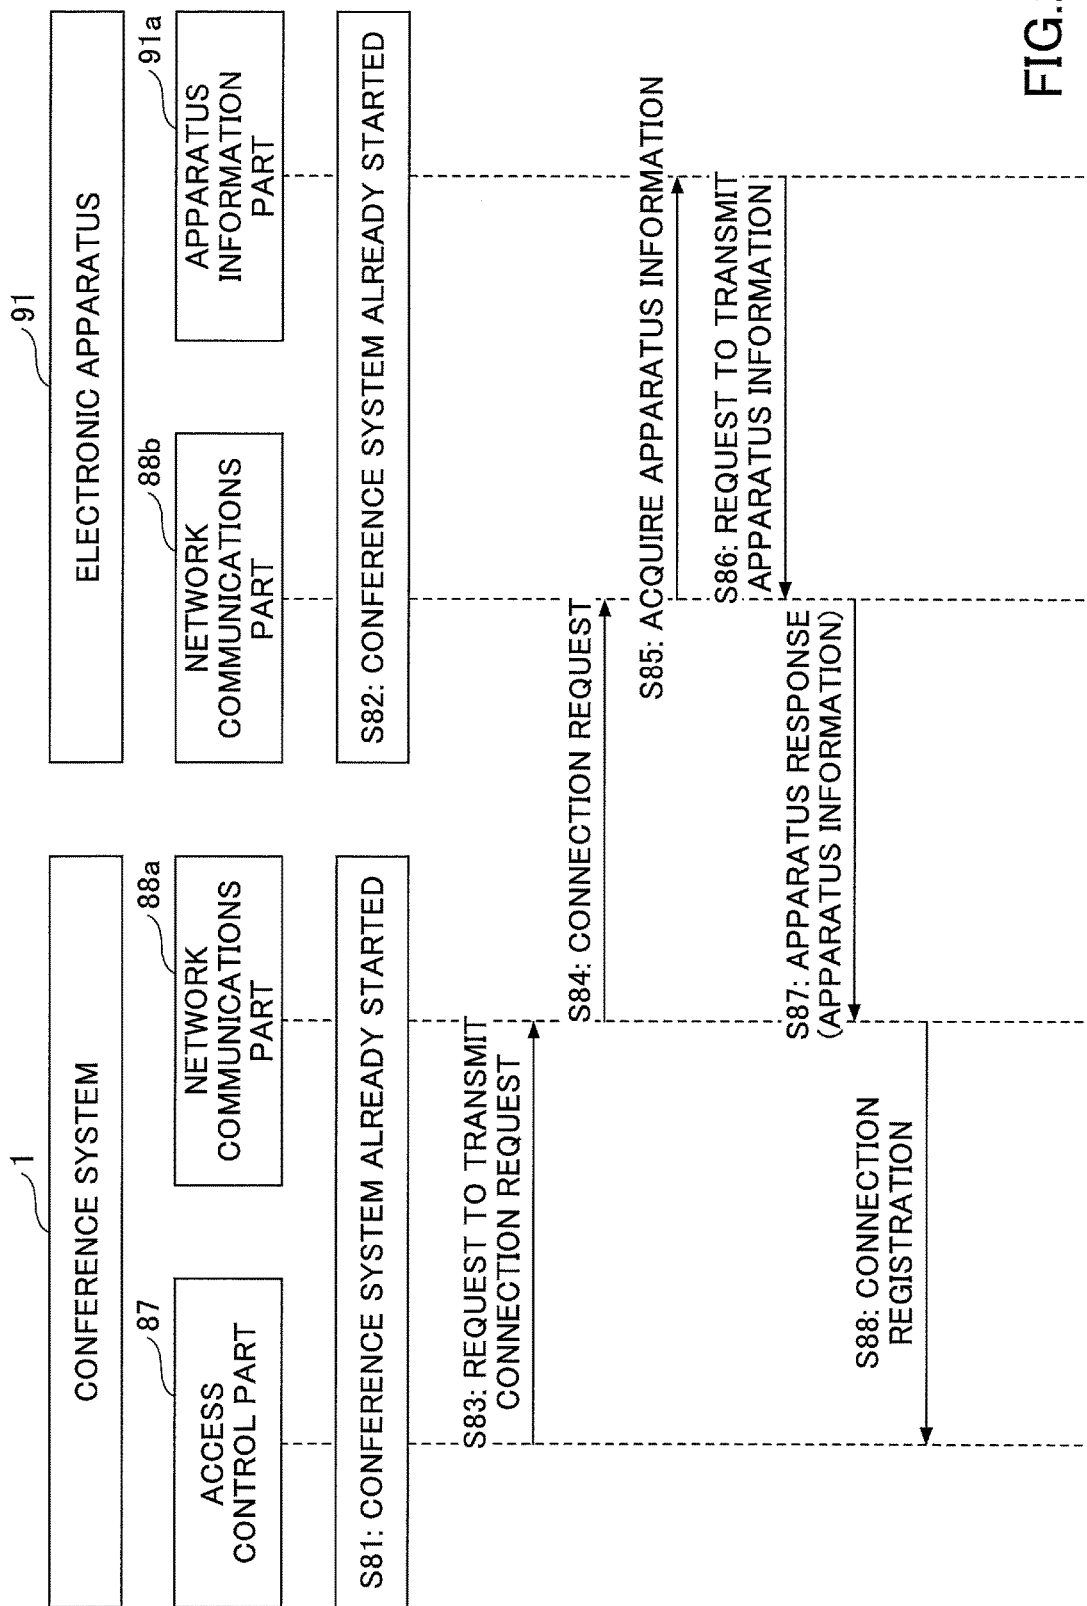 1
CONFERENCE SYSTEM
91
ELECTRONIC APPARATUS
87
ACCESS
CONTROL PART
88a
NETWORK
COMMUNICATIONS
PART
88b
NETWORK
COMMUNICATIONS
PART
91a
APPARATUS
INFORMATION
PART
S81: CONFERENCE SYSTEM ALREADY STARTED
S82: CONFERENCE SYSTEM ALREADY STARTED
S83: REQUEST TO TRANSMIT
CONNECTION REQUEST
S84: CONNECTION REQUEST
S85: ACQUIRE APPARATUS INFORMATION
S86: REQUEST TO TRANSMIT
APPARATUS INFORMATION
S87: APPARATUS RESPONSE
(APPARATUS INFORMATION)
S88: CONNECTION
REGISTRATION
FIG.